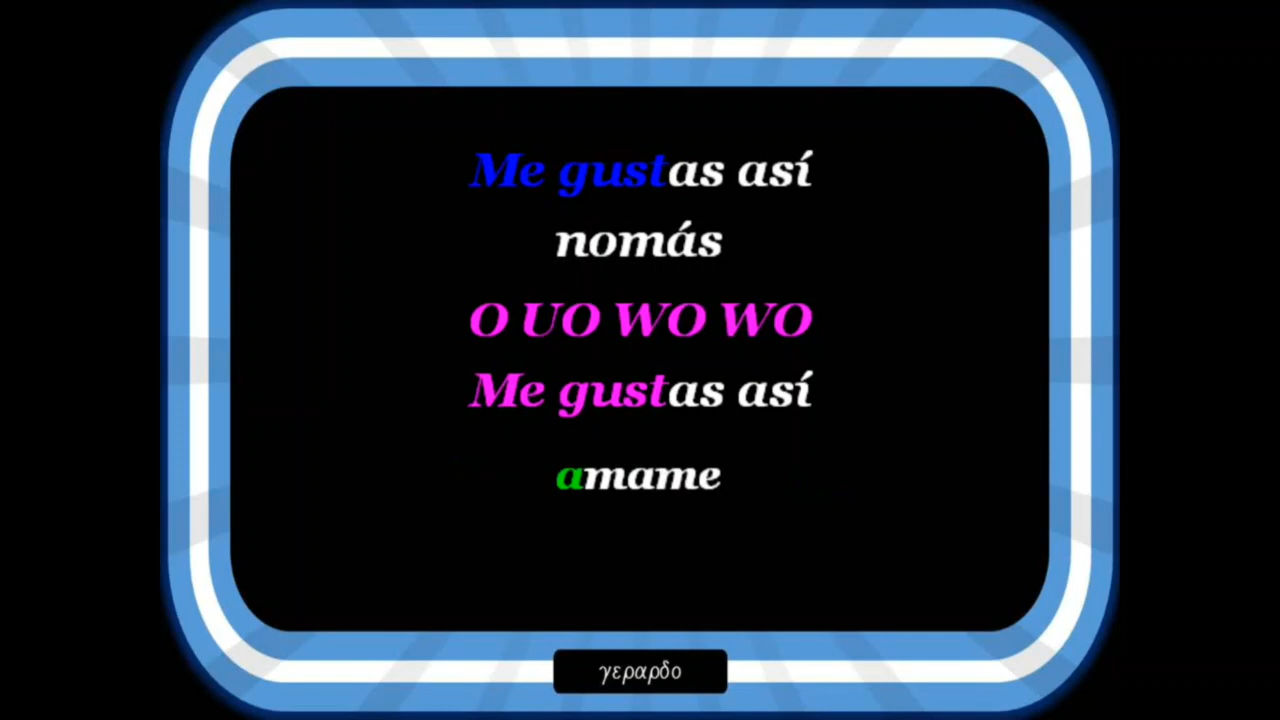 Me gustas así
nomás
O UO WO WO
Me gustas así
amame
γεραρδο